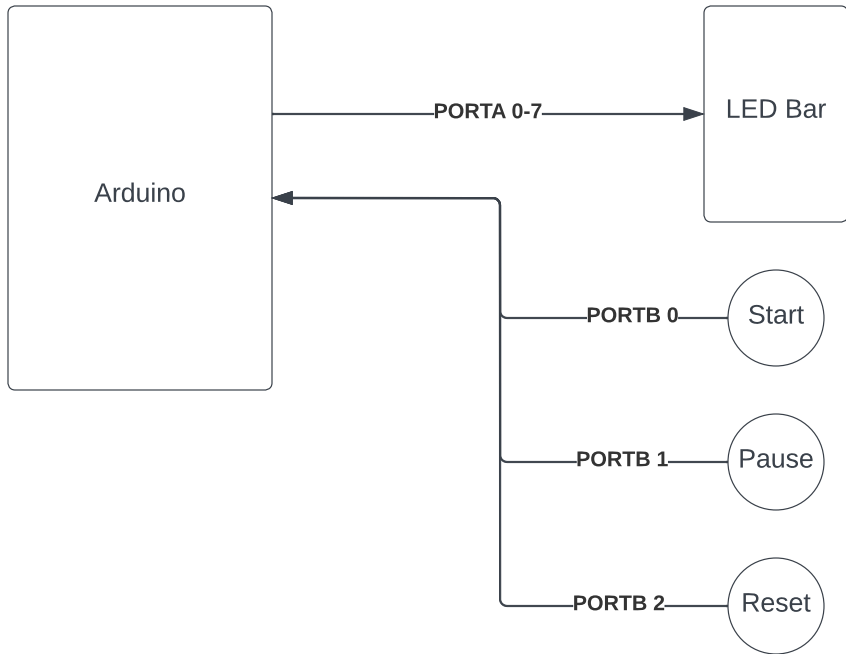 PORTA 0-7
LED Bar
Arduino
PORTB 0
Start
PORTB 1
Pause
PORTB 2
Reset